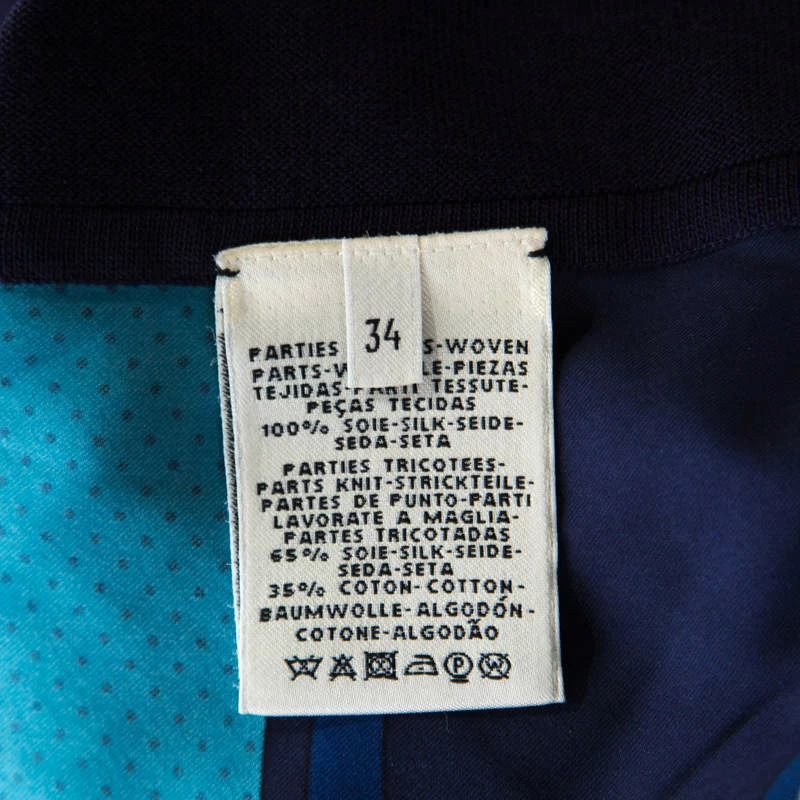 34
PARTIES S-WOVEN
PARTS-W LE-PIEZAS
TEJIDAS-PARTI TESSUTE-
PEÇAS TECIDAS
100% SOIE-SILK-SEIDE-
SEDA-SETA
PARTIES TRICOTEES-
PARTS KNIT-STRICKTEILE-
PARTES DE PUNTO-PARTI
LAVORATE A MAGLIA-
PARTES TRICOTADAS
65% SOIE-SILK-SEIDE-
SEDA-SETA
35% COTON-COTTON-
BAUMWOLLE-ALGODÓN-
COTONE-ALGODÃO
P W